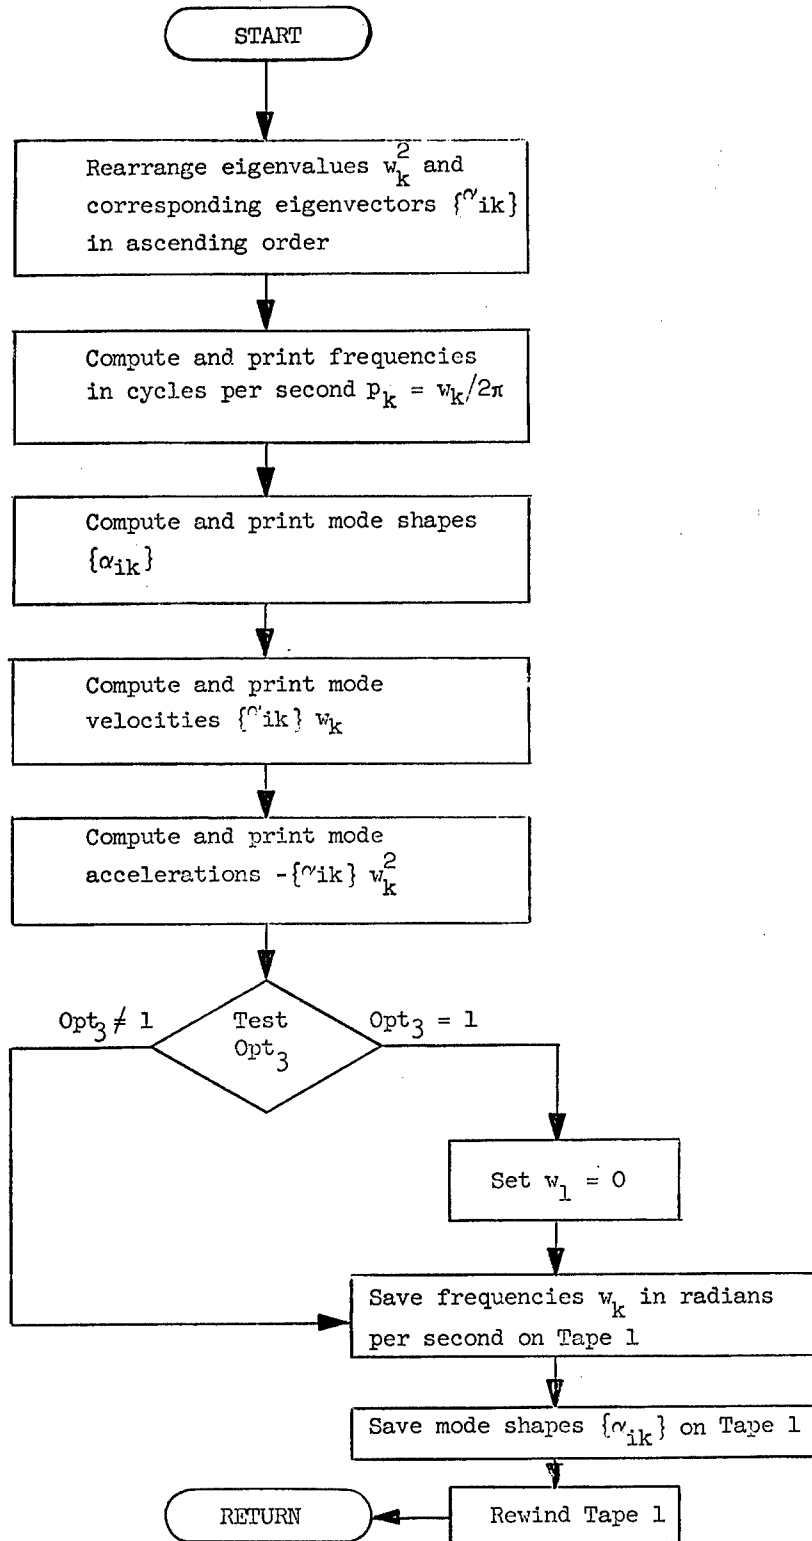 START
Rearrange eigenvalues w_k^2 and
corresponding eigenvectors {α_ik}
in ascending order
Compute and print frequencies
in cycles per second p_k = w_k/2π
Compute and print mode shapes
{α_ik}
Compute and print mode
velocities {α_ik} w_k
Compute and print mode
accelerations -{α_ik} w_k^2
Opt_3 ≠ 1
Test
Opt_3
Opt_3 = 1
Set w_1 = 0
Save frequencies w_k in radians
per second on Tape 1
Save mode shapes {α_ik} on Tape 1
Rewind Tape 1
RETURN